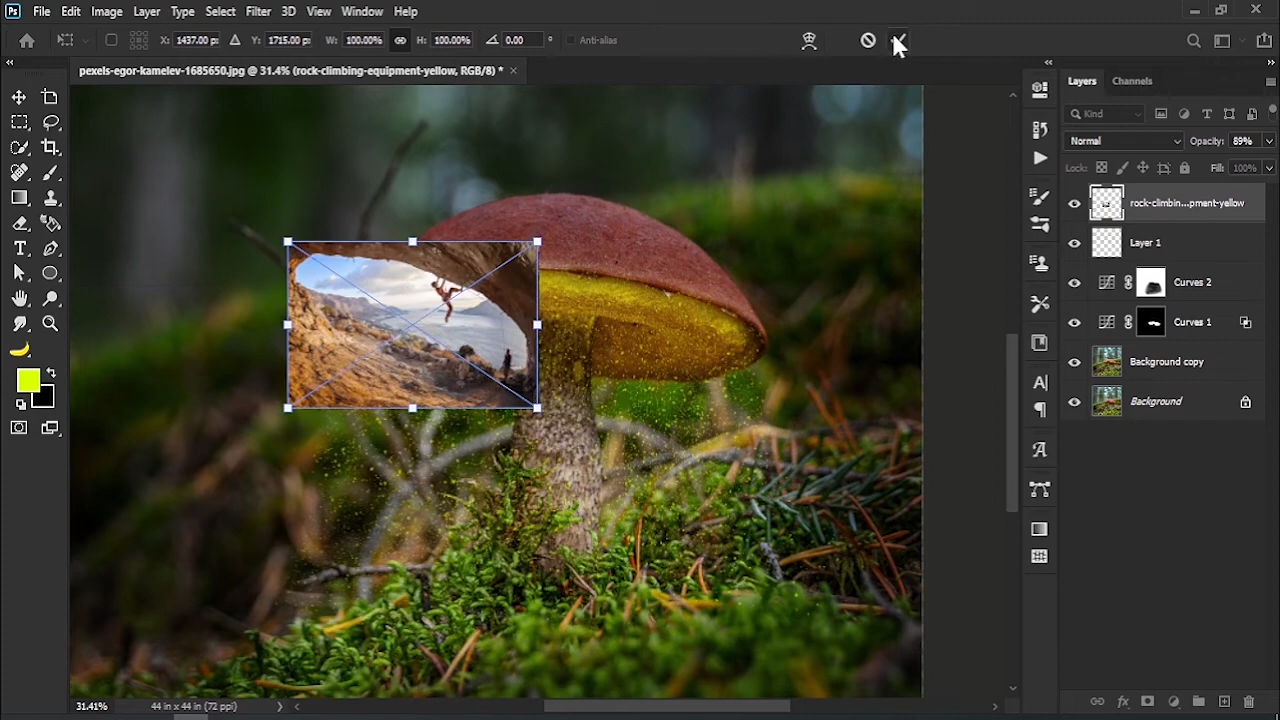 Ps File Edit Image Layer Type Select Filter 3D View Window Help
X: 1437.00 px Y: 1715.00 px W: 100.00% H: 100.00% 0.00 ° Anti-alias
pexels-egor-kamelev-1685650.jpg @ 31.4% (rock-climbing-equipment-yellow, RGB/8) *
Layers Channels
Kind
Normal Opacity: 89%
Lock: Fill: 100%
rock-climbin...pment-yellow
Layer 1
Curves 2
Curves 1
Background copy
Background
31.41% 44 in x 44 in (72 ppi)